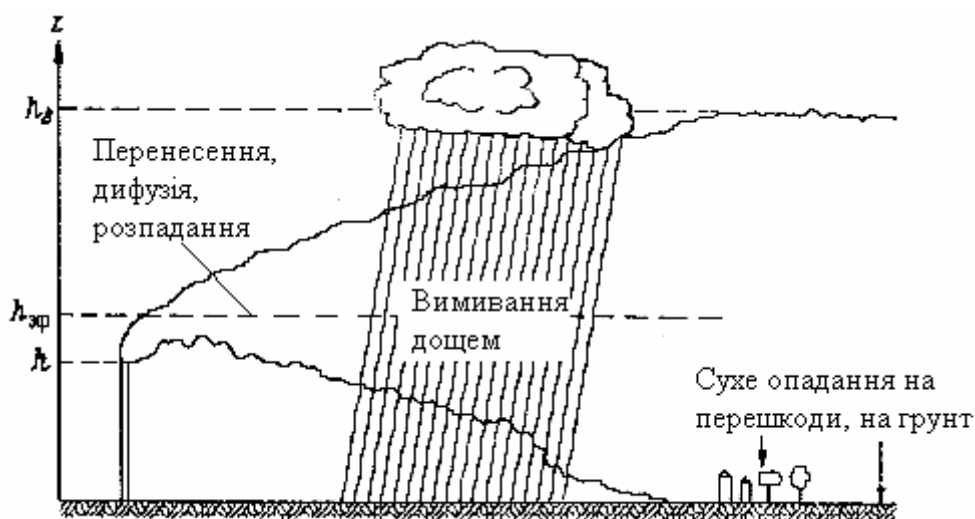 z
h_в
Перенесення,
дифузія,
розпадання
h_эф
h
Вимивання
дощем
Сухе опадання на
перешкоди, на грунт